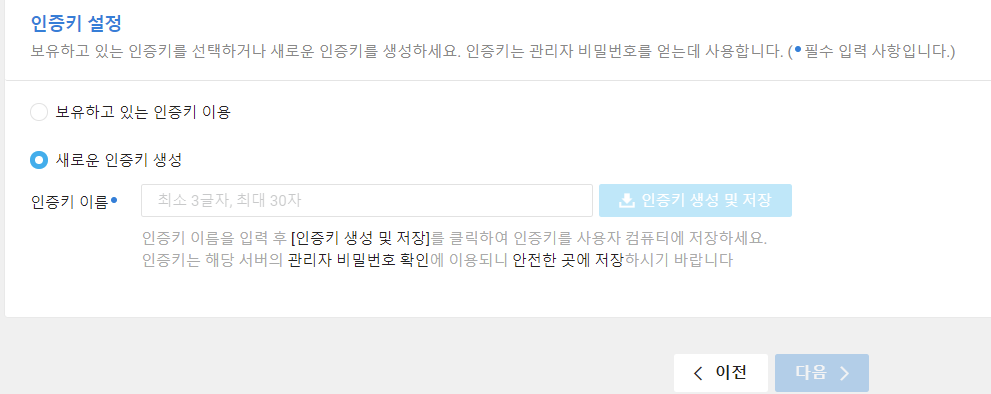 인증키 설정
보유하고 있는 인증키를 선택하거나 새로운 인증키를 생성하세요. 인증키는 관리자 비밀번호를 얻는데 사용합니다. (•필수 입력 사항입니다.)
보유하고 있는 인증키 이용
새로운 인증키 생성
인증키 이름• 최소 3글자, 최대 30자 인증키 생성 및 저장
인증키 이름을 입력 후 [인증키 생성 및 저장]를 클릭하여 인증키를 사용자 컴퓨터에 저장하세요.
인증키는 해당 서버의 관리자 비밀번호 확인에 이용되니 안전한 곳에 저장하시기 바랍니다
이전 다음